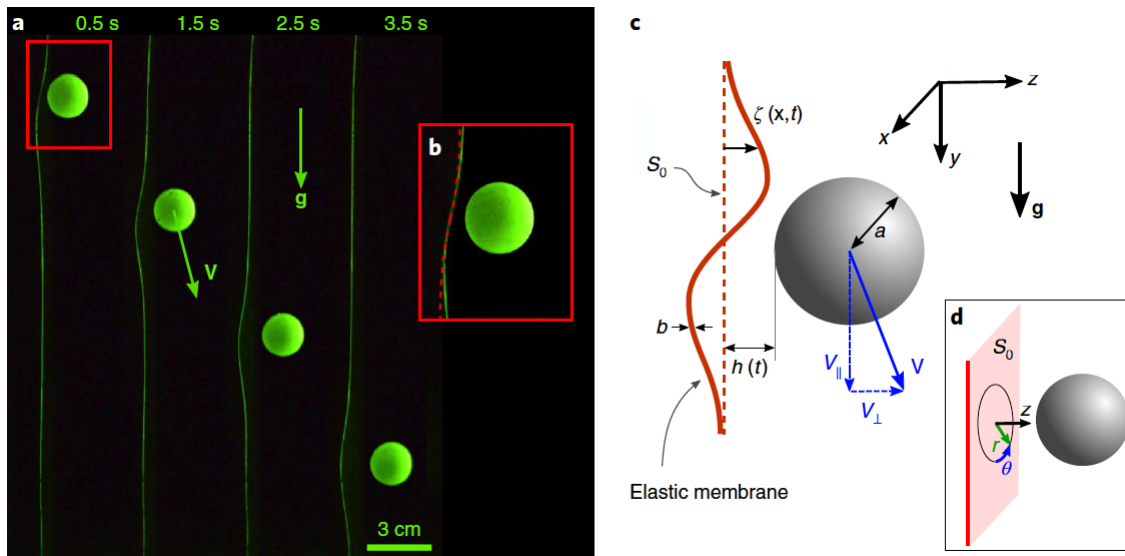 a
0.5 s
1.5 s
2.5 s
3.5 s
g
V
3 cm
b
c
ζ (x,t)
S₀
z
x
y
g
a
b
h (t)
V∥
V
V⊥
Elastic membrane
d
S₀
z
r
θ